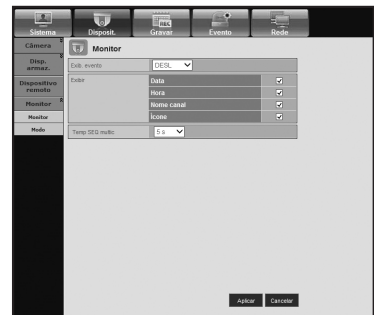 Sistema Disposit. Gravar Evento Rede
REC
Câmera
Disp. armaz.
Dispositivo remoto
Monitor
Monitor
Modo
Monitor
Exib. evento DESL
Exibir Data
Hora
Nome canal
Ícone
Temp SEQ multic 5 s
Aplicar Cancelar